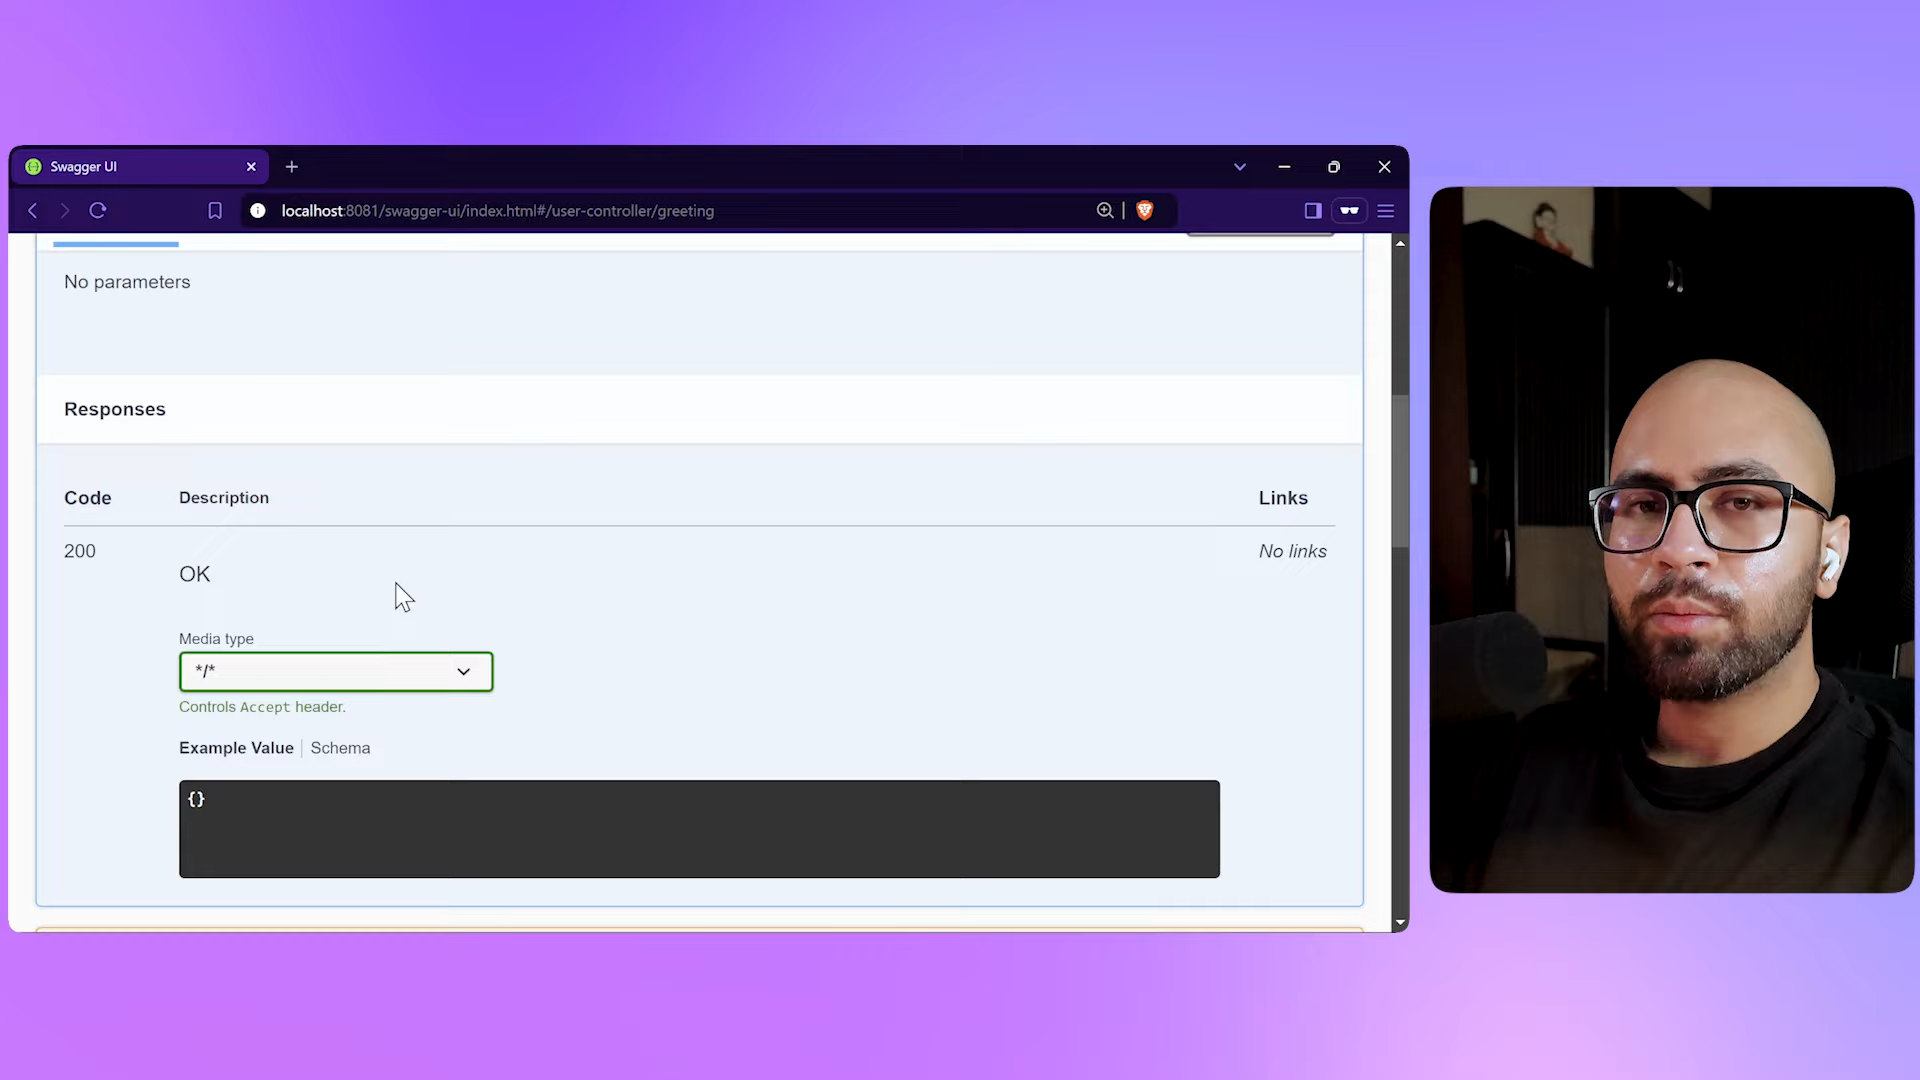 Swagger UI
localhost:8081/swagger-ui/index.html#/user-controller/greeting
No parameters
Responses
Code Description Links
200 No links
OK
Media type
*/*
Controls Accept header.
Example Value Schema
{}